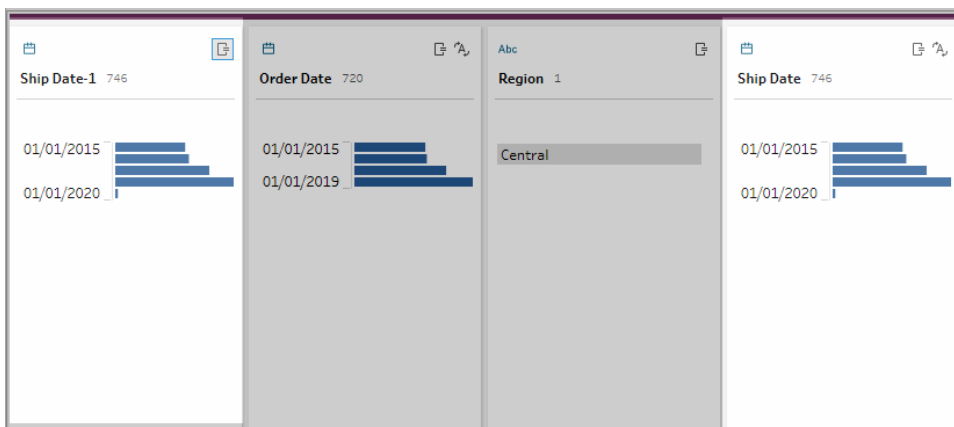 Ship Date-1 746
01/01/2015
01/01/2020
Order Date 720
01/01/2015
01/01/2019
Abc
Region 1
Central
Ship Date 746
01/01/2015
01/01/2020